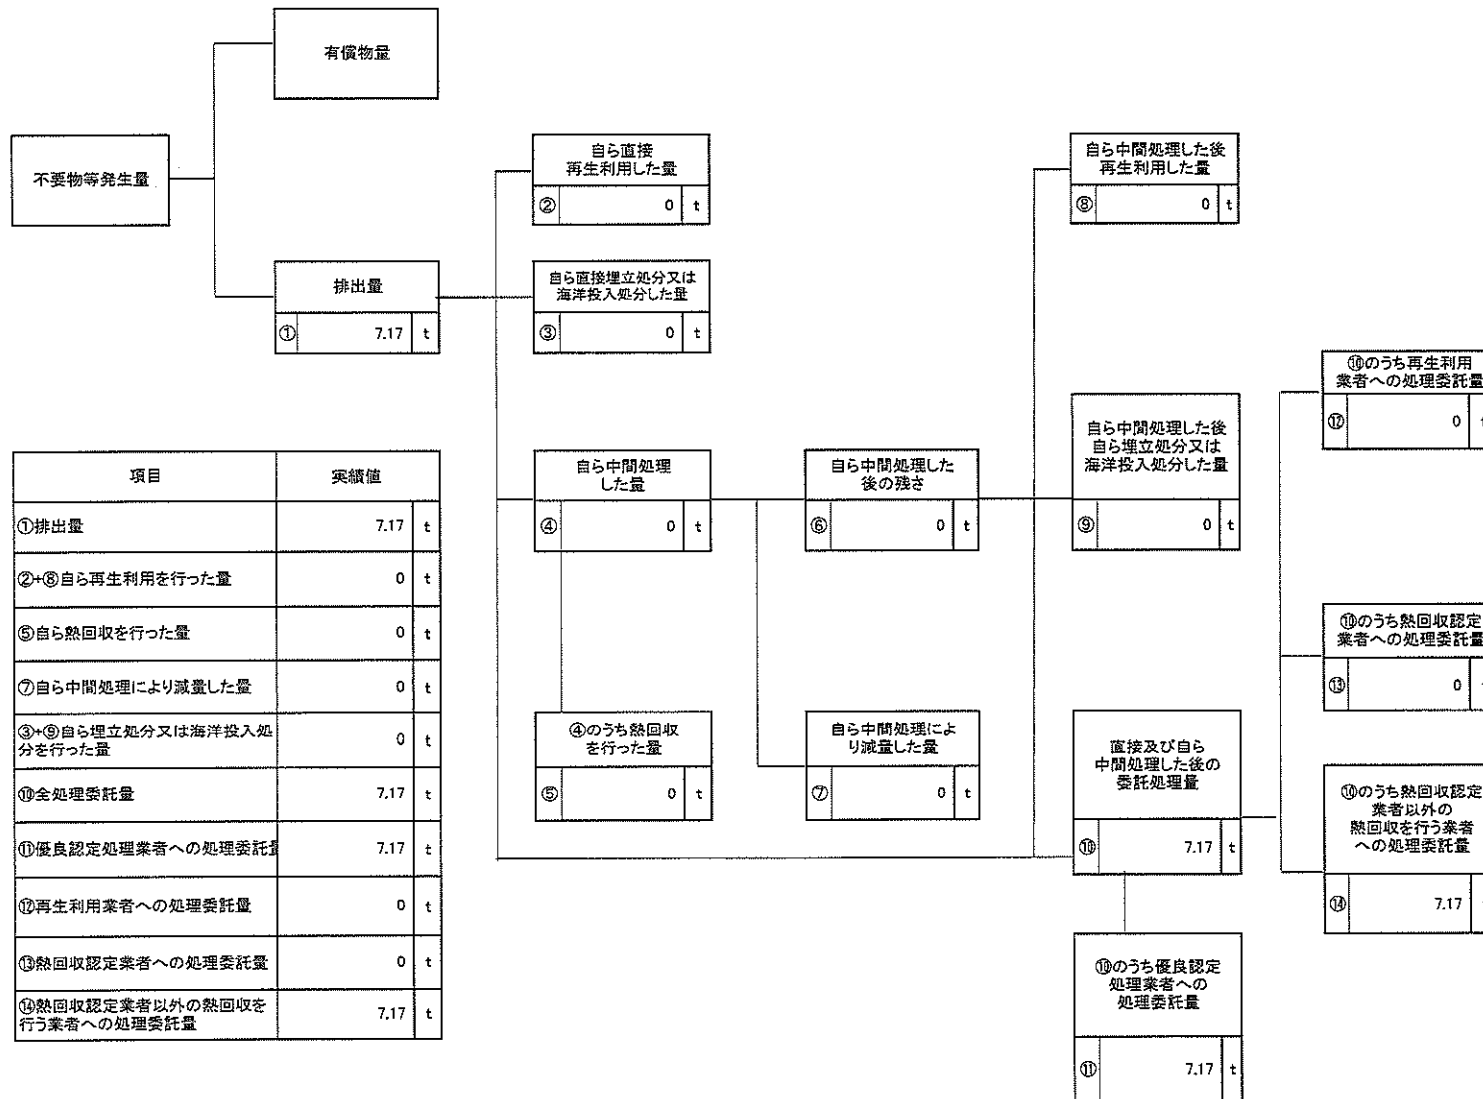 有償物量
不要物等発生量
排出量
① 7.17 t
自ら直接
再生利用した量
② 0 t
自ら直接埋立処分又は
海洋投入処分した量
③ 0 t
自ら中間処理
した量
④ 0 t
④のうち熱回収
を行った量
⑤ 0 t
自ら中間処理した
後の残さ
⑥ 0 t
自ら中間処理によ
り減量した量
⑦ 0 t
自ら中間処理した後
再生利用した量
⑧ 0 t
自ら中間処理した後
自ら埋立処分又は
海洋投入処分した量
⑨ 0 t
直接及び自ら
中間処理した後の
委託処理量
⑩ 7.17 t
⑩のうち優良認定
処理業者への
処理委託量
⑪ 7.17 t
⑩のうち再生利用
業者への処理委託量
⑫ 0
⑩のうち熱回収認定
業者への処理委託量
⑬ 0
⑩のうち熱回収認定
業者以外の
熱回収を行う業者
への処理委託量
⑭ 7.17
項目 実績値
①排出量 7.17 t
②+⑧自ら再生利用を行った量 0 t
⑤自ら熱回収を行った量 0 t
⑦自ら中間処理により減量した量 0 t
③+⑨自ら埋立処分又は海洋投入処
分を行った量 0 t
⑩全処理委託量 7.17 t
⑪優良認定処理業者への処理委託量 7.17 t
⑫再生利用業者への処理委託量 0 t
⑬熱回収認定業者への処理委託量 0 t
⑭熱回収認定業者以外の熱回収を
行う業者への処理委託量 7.17 t